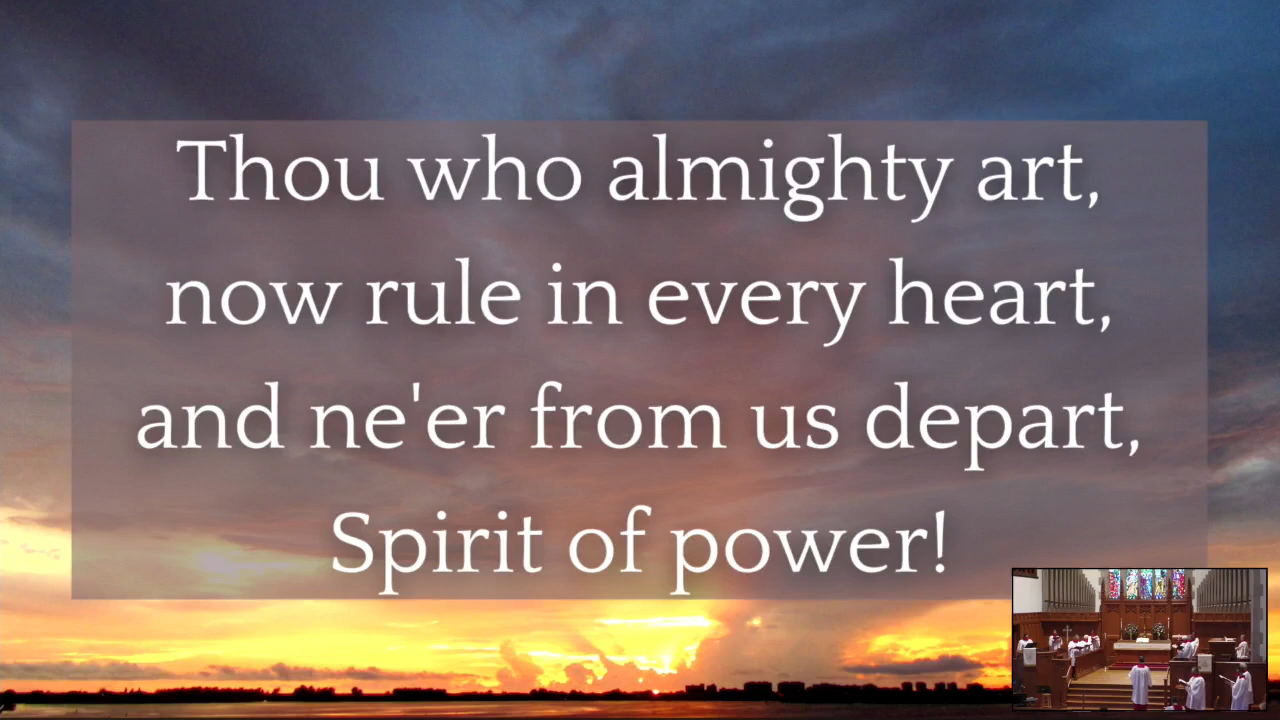 Thou who almighty art,
now rule in every heart,
and ne'er from us depart,
Spirit of power!